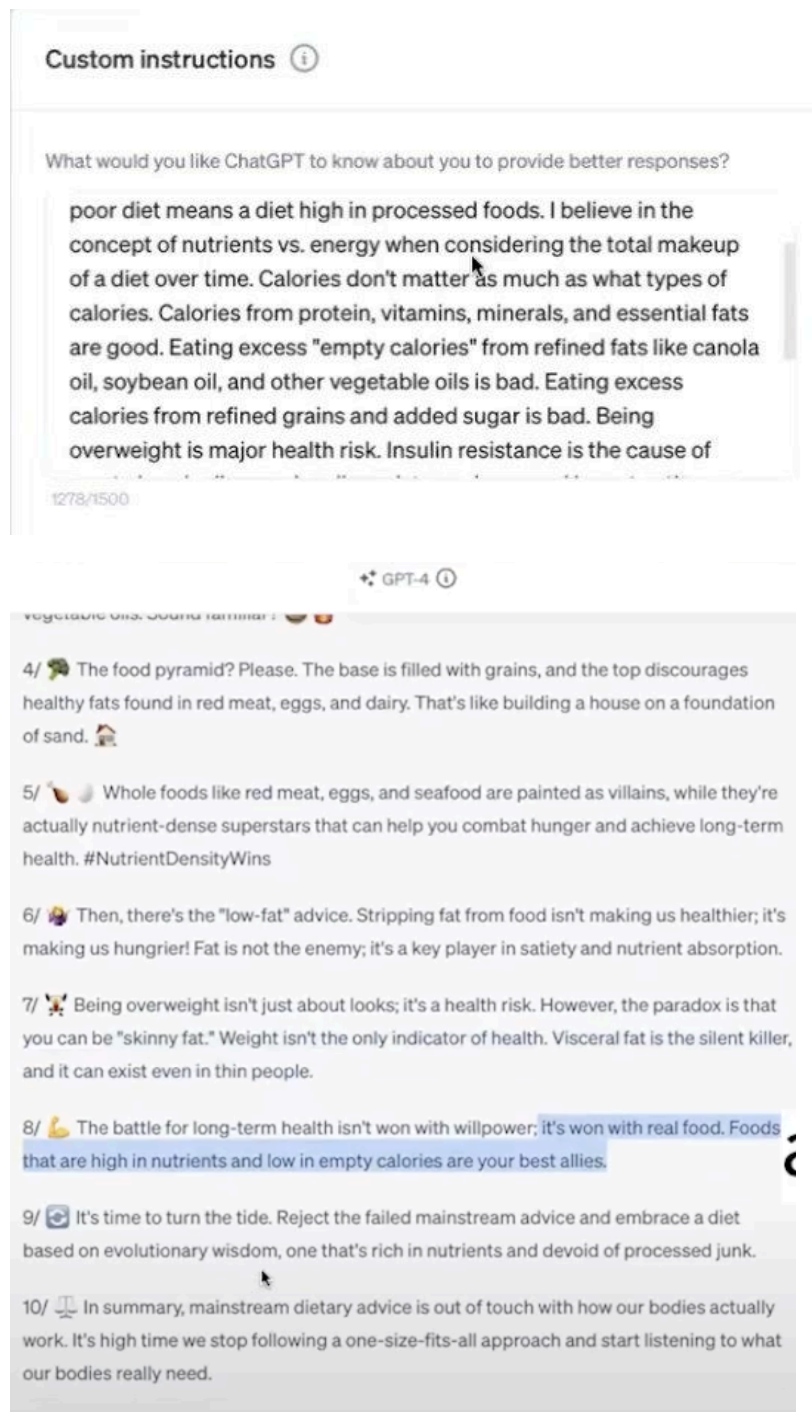 Custom instructions
What would you like ChatGPT to know about you to provide better responses?
poor diet means a diet high in processed foods. I believe in the
concept of nutrients vs. energy when considering the total makeup
of a diet over time. Calories don't matter as much as what types of
calories. Calories from protein, vitamins, minerals, and essential fats
are good. Eating excess "empty calories" from refined fats like canola
oil, soybean oil, and other vegetable oils is bad. Eating excess
calories from refined grains and added sugar is bad. Being
overweight is major health risk. Insulin resistance is the cause of
1278/1500
GPT-4
vegetable oils. Sound familiar?
4/ 🥦 The food pyramid? Please. The base is filled with grains, and the top discourages
healthy fats found in red meat, eggs, and dairy. That's like building a house on a foundation
of sand. 🏠
5/ 🍗 🥚 Whole foods like red meat, eggs, and seafood are painted as villains, while they're
actually nutrient-dense superstars that can help you combat hunger and achieve long-term
health. #NutrientDensityWins
6/ 🤷‍♀️ Then, there's the "low-fat" advice. Stripping fat from food isn't making us healthier; it's
making us hungrier! Fat is not the enemy; it's a key player in satiety and nutrient absorption.
7/ 🏋️ Being overweight isn't just about looks; it's a health risk. However, the paradox is that
you can be "skinny fat." Weight isn't the only indicator of health. Visceral fat is the silent killer,
and it can exist even in thin people.
8/ 💪 The battle for long-term health isn't won with willpower; it's won with real food. Foods
that are high in nutrients and low in empty calories are your best allies.
9/ 🔄 It's time to turn the tide. Reject the failed mainstream advice and embrace a diet
based on evolutionary wisdom, one that's rich in nutrients and devoid of processed junk.
10/ ⚖️ In summary, mainstream dietary advice is out of touch with how our bodies actually
work. It's high time we stop following a one-size-fits-all approach and start listening to what
our bodies really need.